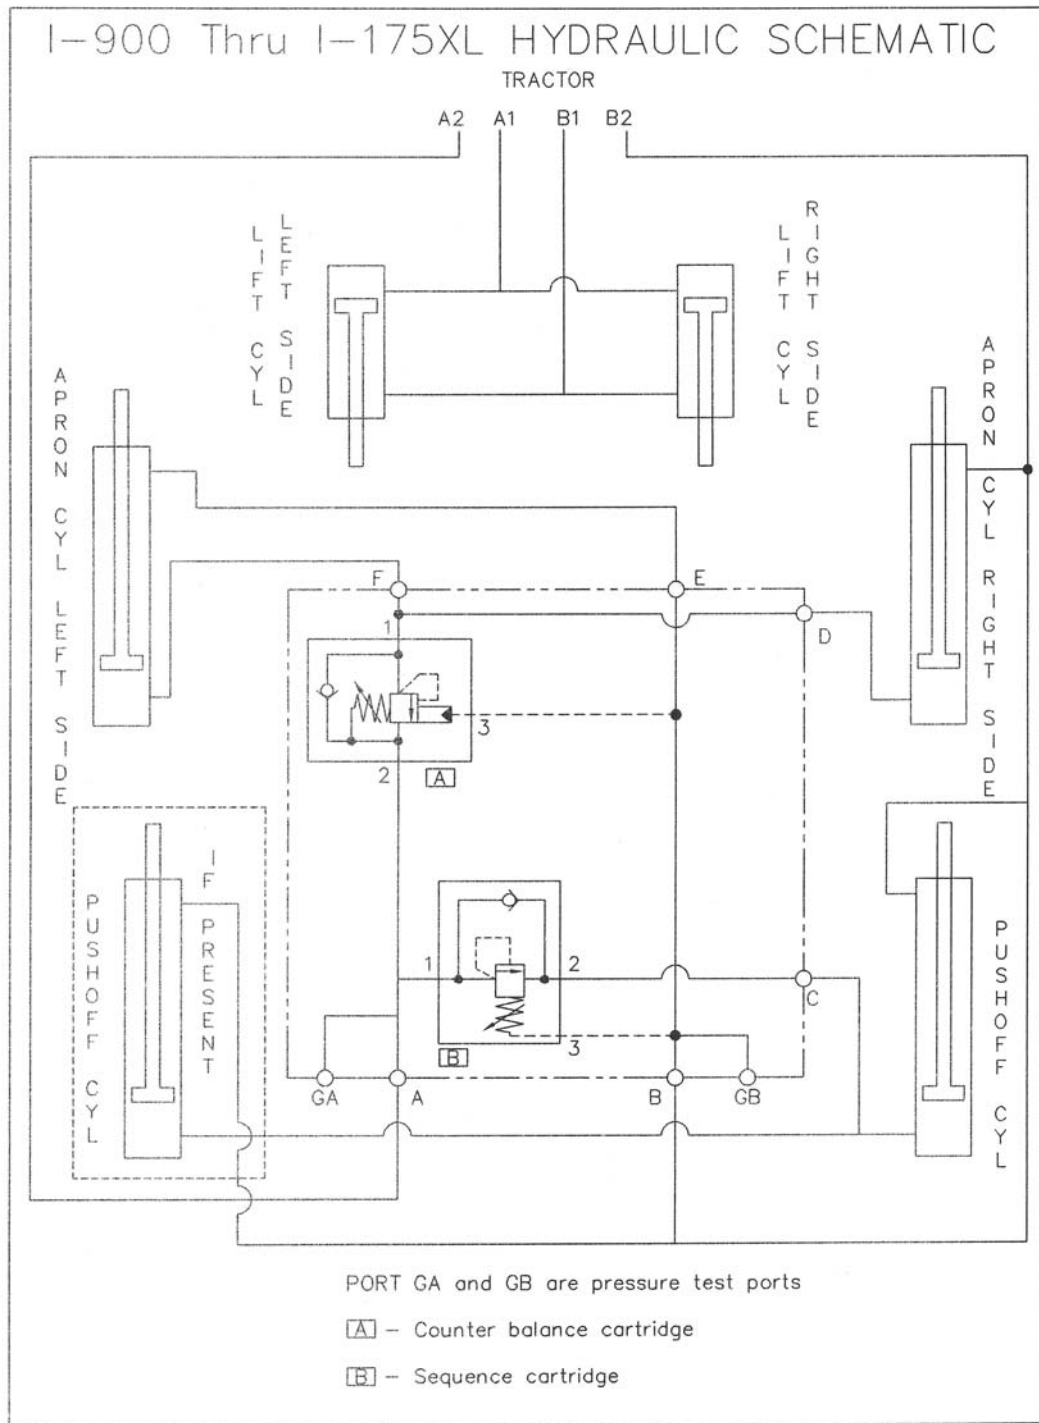 I-900 Thru I-175XL HYDRAULIC SCHEMATIC
TRACTOR
A2 A1 B1 B2
LEFT SIDE
LIFT CYL
RIGHT SIDE
LIFT CYL
APRON CYL LEFT SIDE
APRON CYL RIGHT SIDE
F
E
1
D
3
2
A
IF PRESENT
PUSHOFF CYL
PUSHOFF CYL
1
2
C
3
B
GA
A
B
GB
PORT GA and GB are pressure test ports
A - Counter balance cartridge
B - Sequence cartridge